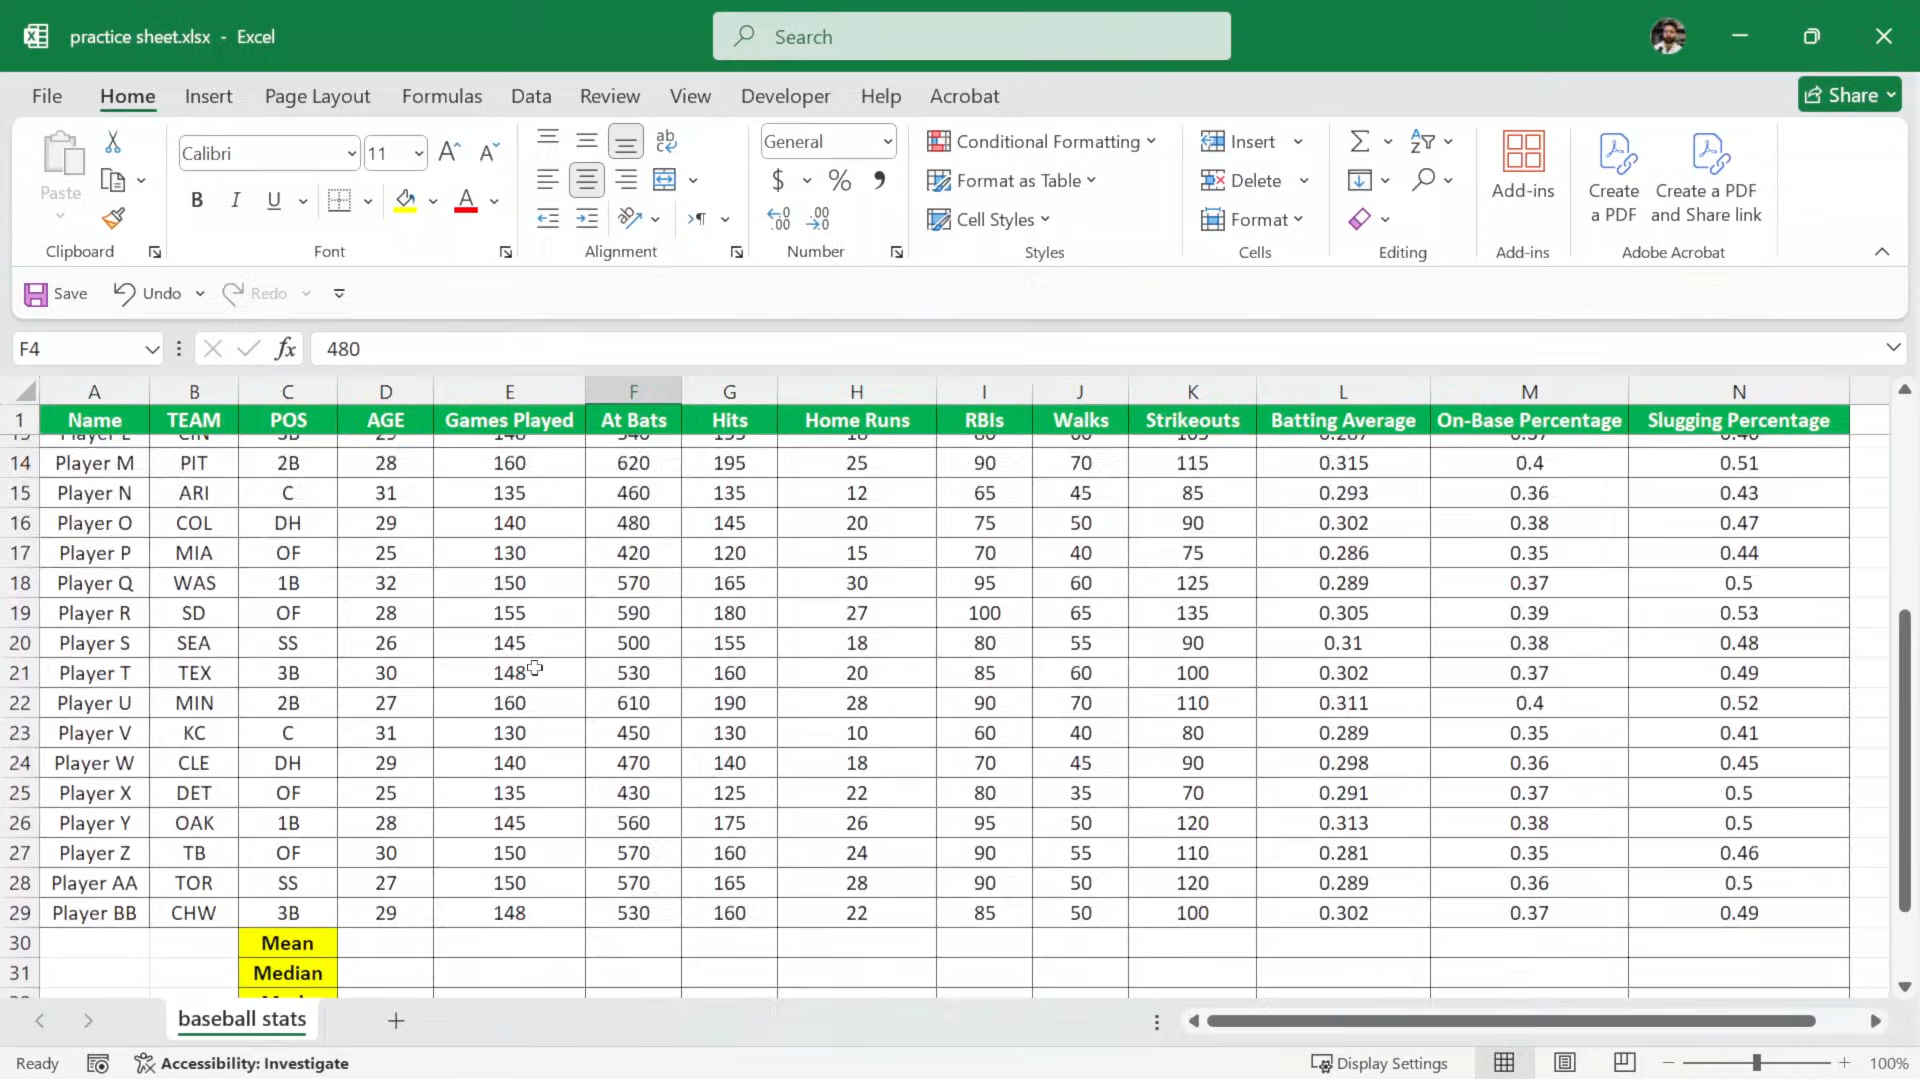 practice sheet.xlsx - Excel
Search
File Home Insert Page Layout Formulas Data Review View Developer Help Acrobat Share
Paste
Calibri 11
General
Conditional Formatting
Format as Table
Cell Styles
Insert
Delete
Format
Add-ins
Create a PDF
Create a PDF and Share link
Clipboard Font Alignment Number Styles Cells Editing Add-ins Adobe Acrobat
Save Undo Redo
F4 fx 480
A B C D E F G H I J K L M N
1 Name TEAM POS AGE Games Played At Bats Hits Home Runs RBIs Walks Strikeouts Batting Average On-Base Percentage Slugging Percentage
14 Player M PIT 2B 28 160 620 195 25 90 70 115 0.315 0.4 0.51
15 Player N ARI C 31 135 460 135 12 65 45 85 0.293 0.36 0.43
16 Player O COL DH 29 140 480 145 20 75 50 90 0.302 0.38 0.47
17 Player P MIA OF 25 130 420 120 15 70 40 75 0.286 0.35 0.44
18 Player Q WAS 1B 32 150 570 165 30 95 60 125 0.289 0.37 0.5
19 Player R SD OF 28 155 590 180 27 100 65 135 0.305 0.39 0.53
20 Player S SEA SS 26 145 500 155 18 80 55 90 0.31 0.38 0.48
21 Player T TEX 3B 30 148 530 160 20 85 60 100 0.302 0.37 0.49
22 Player U MIN 2B 27 160 610 190 28 90 70 110 0.311 0.4 0.52
23 Player V KC C 31 130 450 130 10 60 40 80 0.289 0.35 0.41
24 Player W CLE DH 29 140 470 140 18 70 45 90 0.298 0.36 0.45
25 Player X DET OF 25 135 430 125 22 80 35 70 0.291 0.37 0.5
26 Player Y OAK 1B 28 145 560 175 26 95 50 120 0.313 0.38 0.5
27 Player Z TB OF 30 150 570 160 24 90 55 110 0.281 0.35 0.46
28 Player AA TOR SS 27 150 570 165 28 90 50 120 0.289 0.36 0.5
29 Player BB CHW 3B 29 148 530 160 22 85 50 100 0.302 0.37 0.49
30 Mean
31 Median
baseball stats
Ready Accessibility: Investigate Display Settings 100%